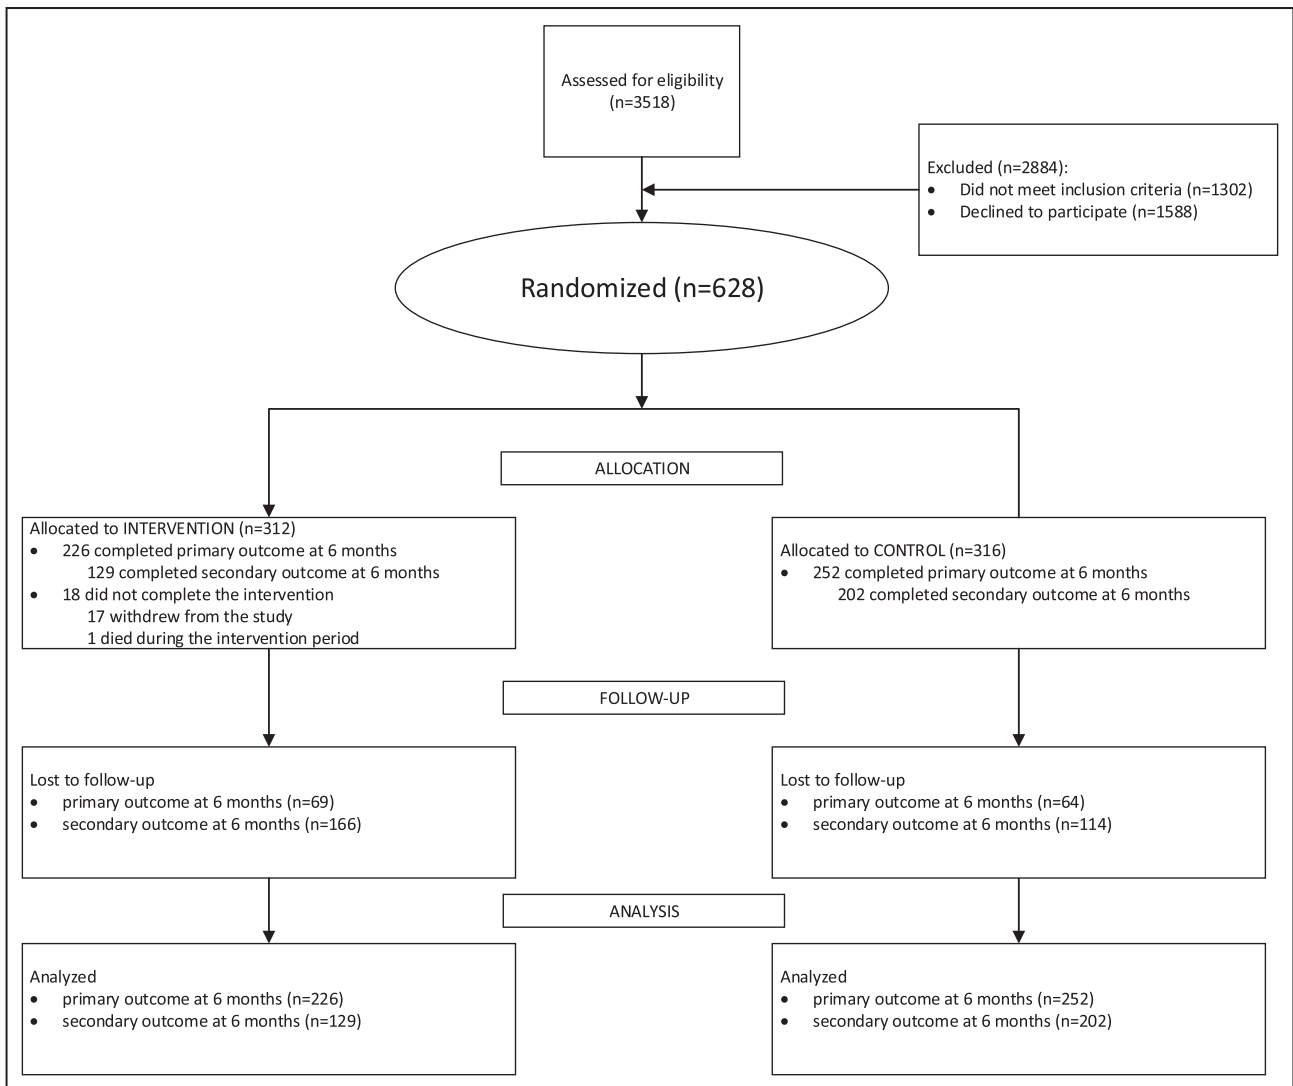 Assessed for eligibility
(n=3518)
Excluded (n=2884):
• Did not meet inclusion criteria (n=1302)
• Declined to participate (n=1588)
Randomized (n=628)
ALLOCATION
Allocated to INTERVENTION (n=312)
• 226 completed primary outcome at 6 months
129 completed secondary outcome at 6 months
• 18 did not complete the intervention
17 withdrew from the study
1 died during the intervention period
Allocated to CONTROL (n=316)
• 252 completed primary outcome at 6 months
202 completed secondary outcome at 6 months
FOLLOW-UP
Lost to follow-up
• primary outcome at 6 months (n=69)
• secondary outcome at 6 months (n=166)
Lost to follow-up
• primary outcome at 6 months (n=64)
• secondary outcome at 6 months (n=114)
ANALYSIS
Analyzed
• primary outcome at 6 months (n=226)
• secondary outcome at 6 months (n=129)
Analyzed
• primary outcome at 6 months (n=252)
• secondary outcome at 6 months (n=202)